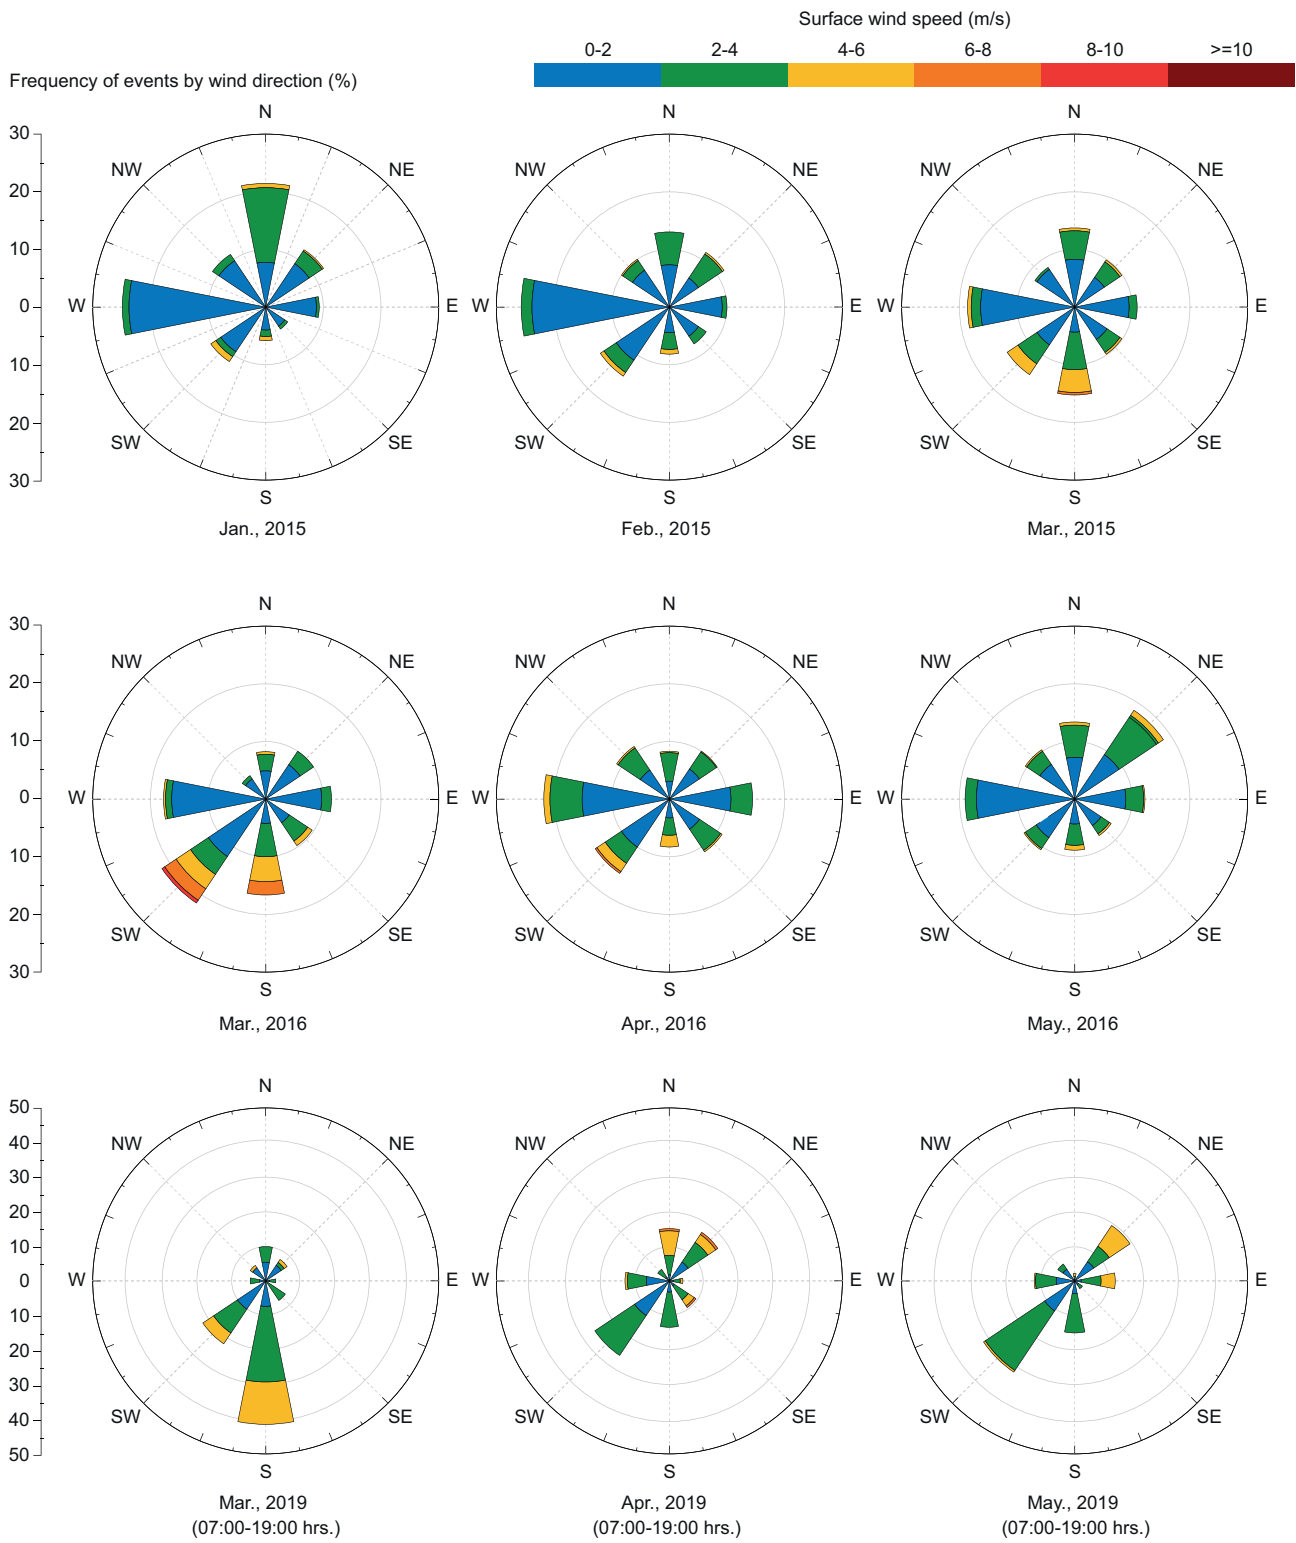 Surface wind speed (m/s)
0-2 2-4 4-6 6-8 8-10 >=10
Frequency of events by wind direction (%)
30
20
10
0
10
20
30
N
NE
E
SE
S
SW
W
NW
Jan., 2015
N
NE
E
SE
S
SW
W
NW
Feb., 2015
N
NE
E
SE
S
SW
W
NW
Mar., 2015
30
20
10
0
10
20
30
N
NE
E
SE
S
SW
W
NW
Mar., 2016
N
NE
E
SE
S
SW
W
NW
Apr., 2016
N
NE
E
SE
S
SW
W
NW
May., 2016
50
40
30
20
10
0
10
20
30
40
50
N
NE
E
SE
S
SW
W
NW
Mar., 2019
(07:00-19:00 hrs.)
N
NE
E
SE
S
SW
W
NW
Apr., 2019
(07:00-19:00 hrs.)
N
NE
E
SE
S
SW
W
NW
May., 2019
(07:00-19:00 hrs.)